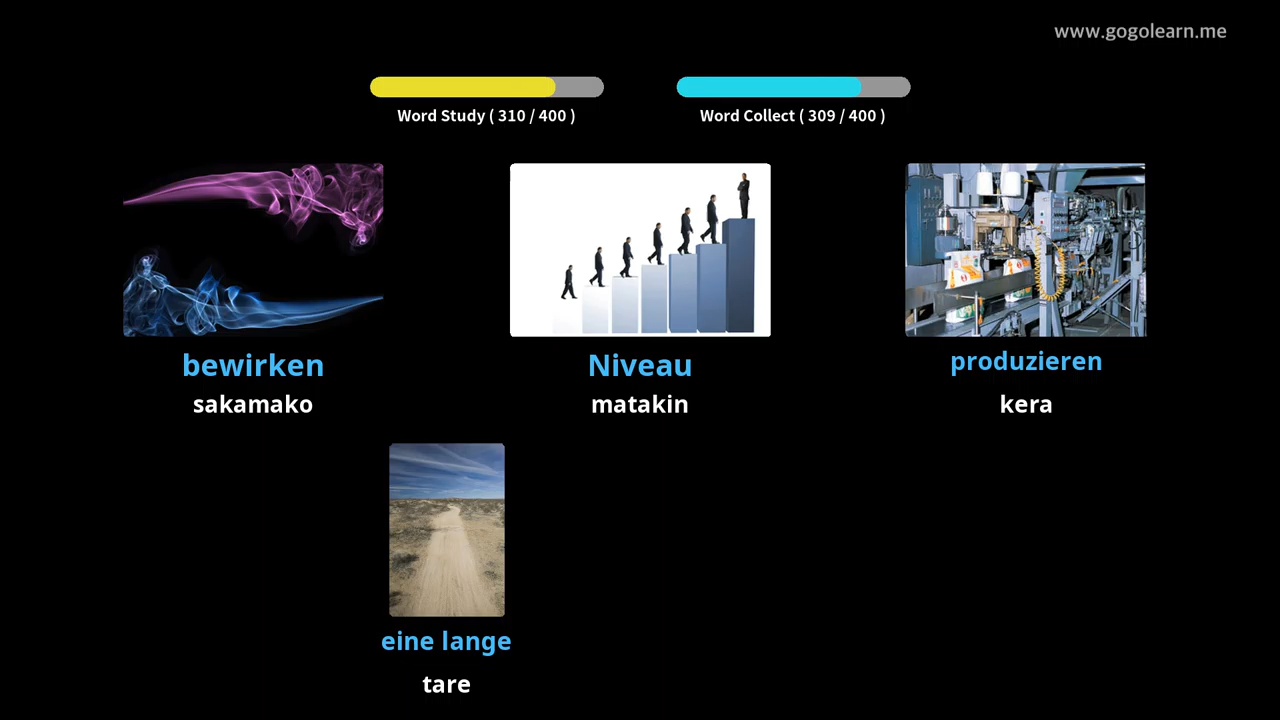 www.gogolearn.me
Word Study ( 310 / 400 )
Word Collect ( 309 / 400 )
bewirken
sakamako
Niveau
matakin
produzieren
kera
eine lange
tare